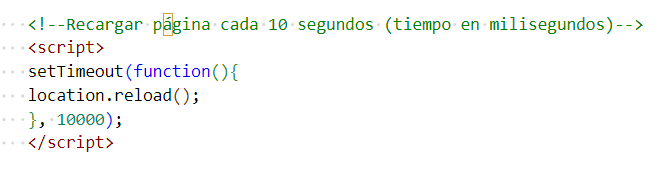 <!--Recargar página cada 10 segundos (tiempo en milisegundos)-->
<script>
setTimeout(function(){
location.reload();
}, 10000);
</script>